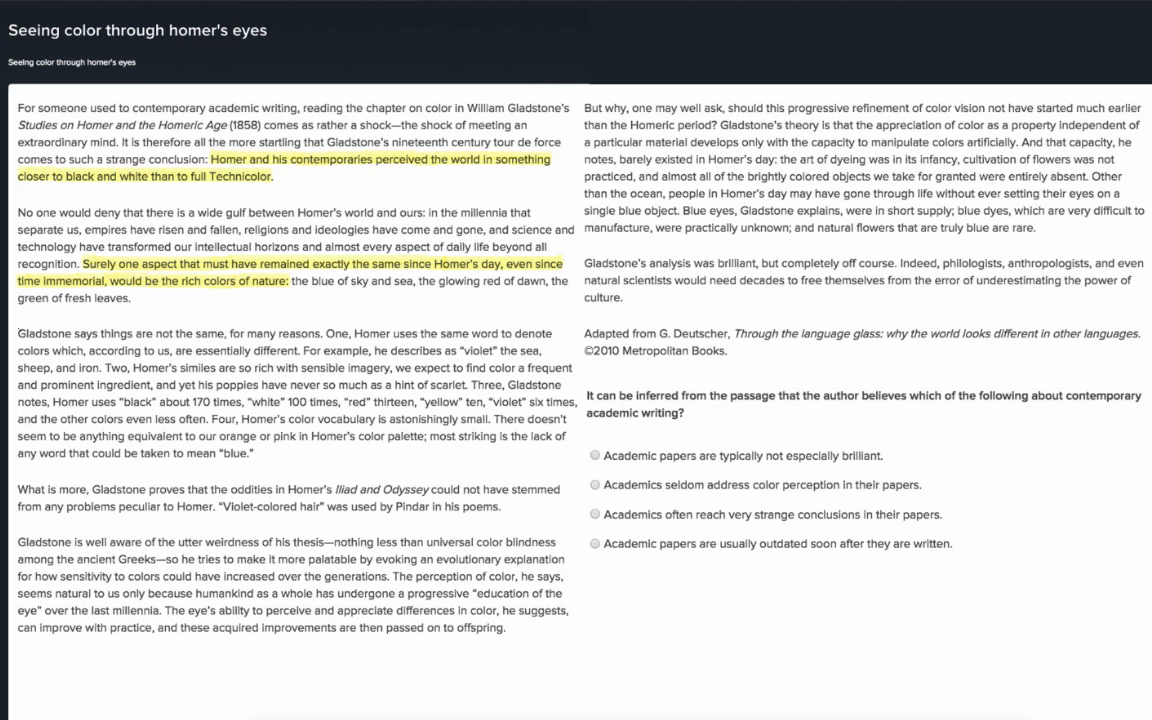 Seeing color through homer's eyes
Seeing color through homer's eyes
For someone used to contemporary academic writing, reading the chapter on color in William Gladstone's
Studies on Homer and the Homeric Age (1858) comes as rather a shock—the shock of meeting an
extraordinary mind. It is therefore all the more startling that Gladstone's nineteenth century tour de force
comes to such a strange conclusion: Homer and his contemporaries perceived the world in something
closer to black and white than to full Technicolor.
No one would deny that there is a wide gulf between Homer's world and ours: in the millennia that
separate us, empires have risen and fallen, religions and ideologies have come and gone, and science and
technology have transformed our intellectual horizons and almost every aspect of daily life beyond all
recognition. Surely one aspect that must have remained exactly the same since Homer's day, even since
time immemorial, would be the rich colors of nature: the blue of sky and sea, the glowing red of dawn, the
green of fresh leaves.
Gladstone says things are not the same, for many reasons. One, Homer uses the same word to denote
colors which, according to us, are essentially different. For example, he describes as "violet" the sea,
sheep, and iron. Two, Homer's similes are so rich with sensible imagery, we expect to find color a frequent
and prominent ingredient, and yet his poppies have never so much as a hint of scarlet. Three, Gladstone
notes, Homer uses "black" about 170 times, "white" 100 times, "red" thirteen, "yellow" ten, "violet" six times,
and the other colors even less often. Four, Homer's color vocabulary is astonishingly small. There doesn't
seem to be anything equivalent to our orange or pink in Homer's color palette; most striking is the lack of
any word that could be taken to mean "blue."
What is more, Gladstone proves that the oddities in Homer's Iliad and Odyssey could not have stemmed
from any problems peculiar to Homer. "Violet-colored hair" was used by Pindar in his poems.
Gladstone is well aware of the utter weirdness of his thesis—nothing less than universal color blindness
among the ancient Greeks—so he tries to make it more palatable by evoking an evolutionary explanation
for how sensitivity to colors could have increased over the generations. The perception of color, he says,
seems natural to us only because humankind as a whole has undergone a progressive "education of the
eye" over the last millennia. The eye's ability to perceive and appreciate differences in color, he suggests,
can improve with practice, and these acquired improvements are then passed on to offspring.
But why, one may well ask, should this progressive refinement of color vision not have started much earlier
than the Homeric period? Gladstone's theory is that the appreciation of color as a property independent of
a particular material develops only with the capacity to manipulate colors artificially. And that capacity, he
notes, barely existed in Homer's day: the art of dyeing was in its infancy, cultivation of flowers was not
practiced, and almost all of the brightly colored objects we take for granted were entirely absent. Other
than the ocean, people in Homer's day may have gone through life without ever setting their eyes on a
single blue object. Blue eyes, Gladstone explains, were in short supply; blue dyes, which are very difficult to
manufacture, were practically unknown; and natural flowers that are truly blue are rare.
Gladstone's analysis was brilliant, but completely off course. Indeed, philologists, anthropologists, and even
natural scientists would need decades to free themselves from the error of underestimating the power of
culture.
Adapted from G. Deutscher, Through the language glass: why the world looks different in other languages.
©2010 Metropolitan Books.
It can be inferred from the passage that the author believes which of the following about contemporary
academic writing?
Academic papers are typically not especially brilliant.
Academics seldom address color perception in their papers.
Academics often reach very strange conclusions in their papers.
Academic papers are usually outdated soon after they are written.